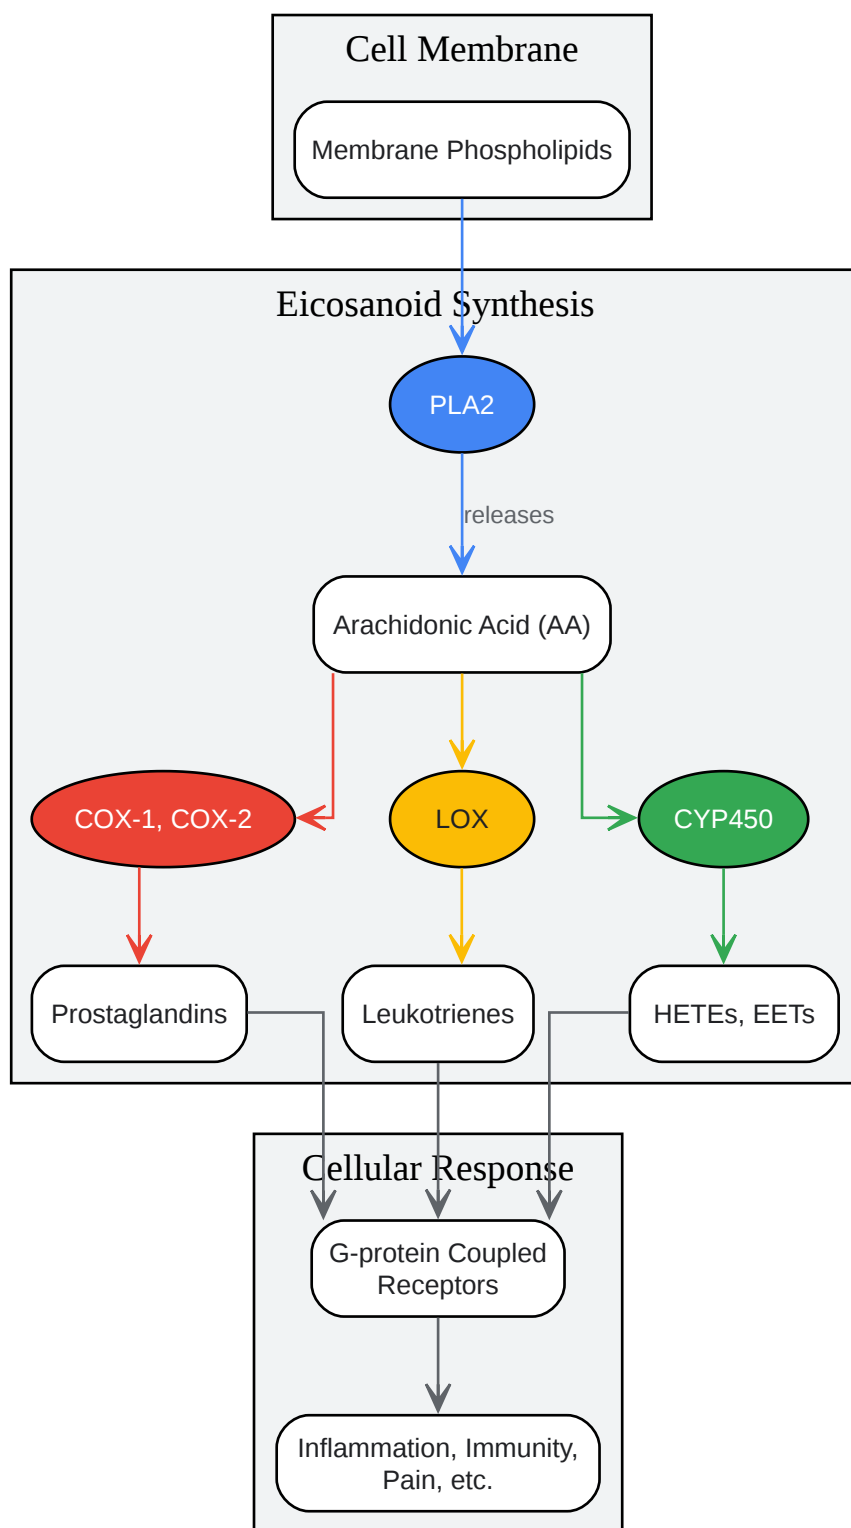 Cell Membrane
Membrane Phospholipids
Eicosanoid Synthesis
PLA2
releases
Arachidonic Acid (AA)
COX-1, COX-2
LOX
CYP450
Prostaglandins
Leukotrienes
HETEs, EETs
Cellular Response
G-protein Coupled
Receptors
Inflammation, Immunity,
Pain, etc.